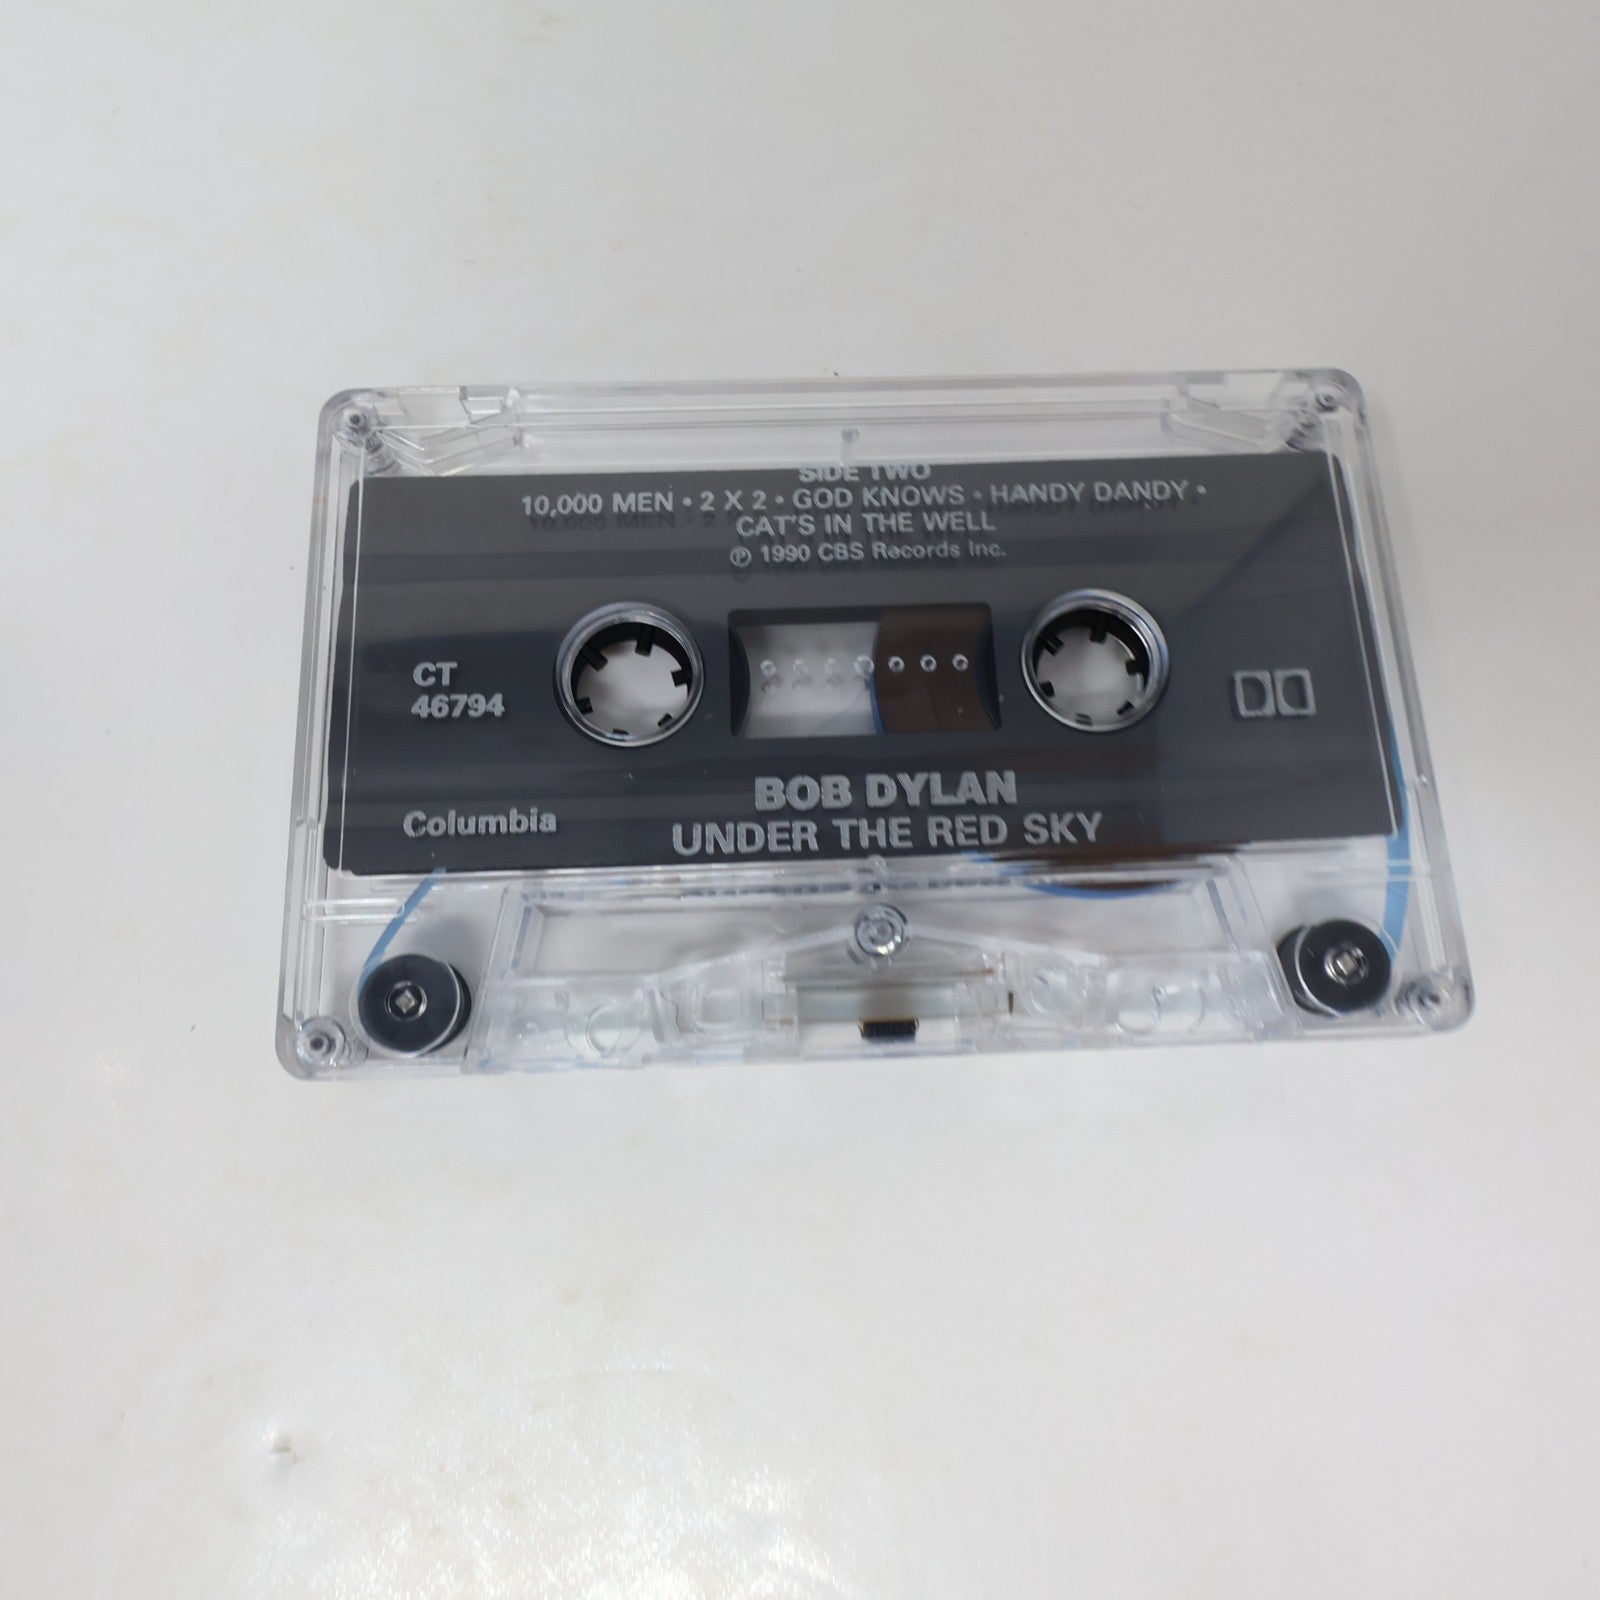 SIDE TWO
10,000 MEN • 2 X 2 • GOD KNOWS • HANDY DANDY •
CAT'S IN THE WELL
℗ 1990 CBS Records Inc.
CT
46794
Columbia
BOB DYLAN
UNDER THE RED SKY